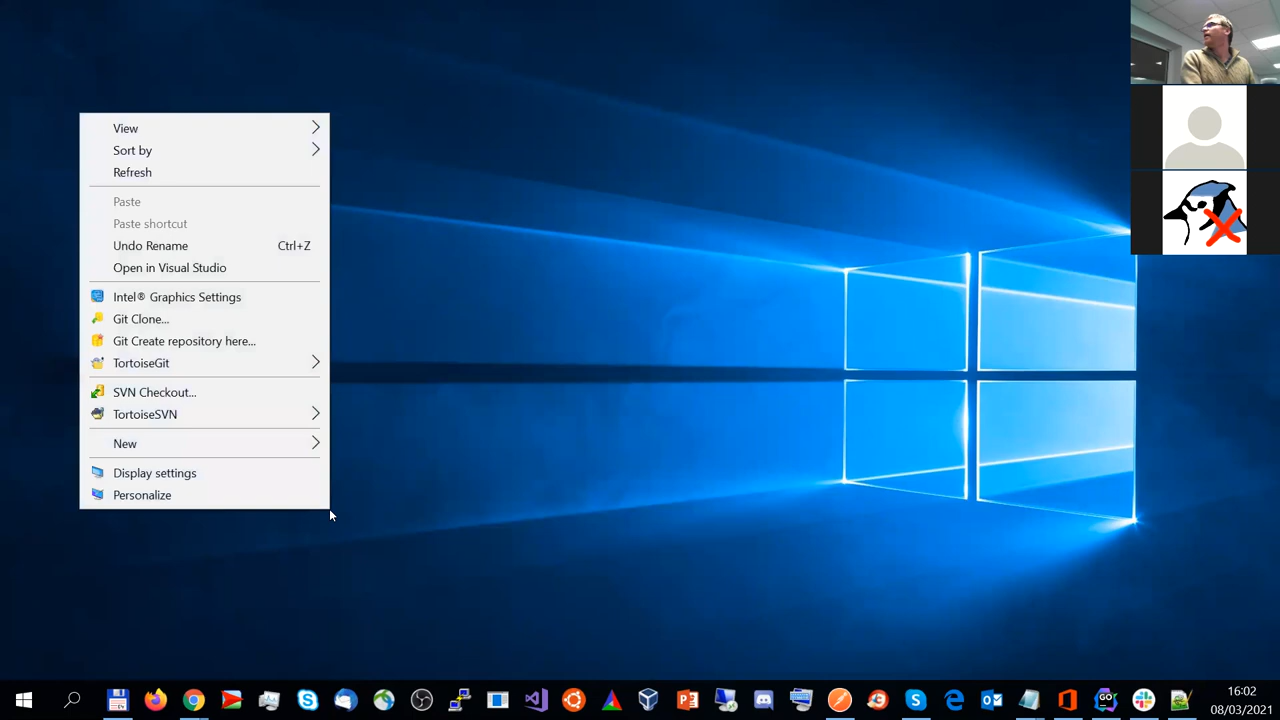 View
Sort by
Refresh
Paste
Paste shortcut
Undo Rename Ctrl+Z
Open in Visual Studio
Intel® Graphics Settings
Git Clone...
Git Create repository here...
TortoiseGit
SVN Checkout...
TortoiseSVN
New
Display settings
Personalize
16:02
08/03/2021